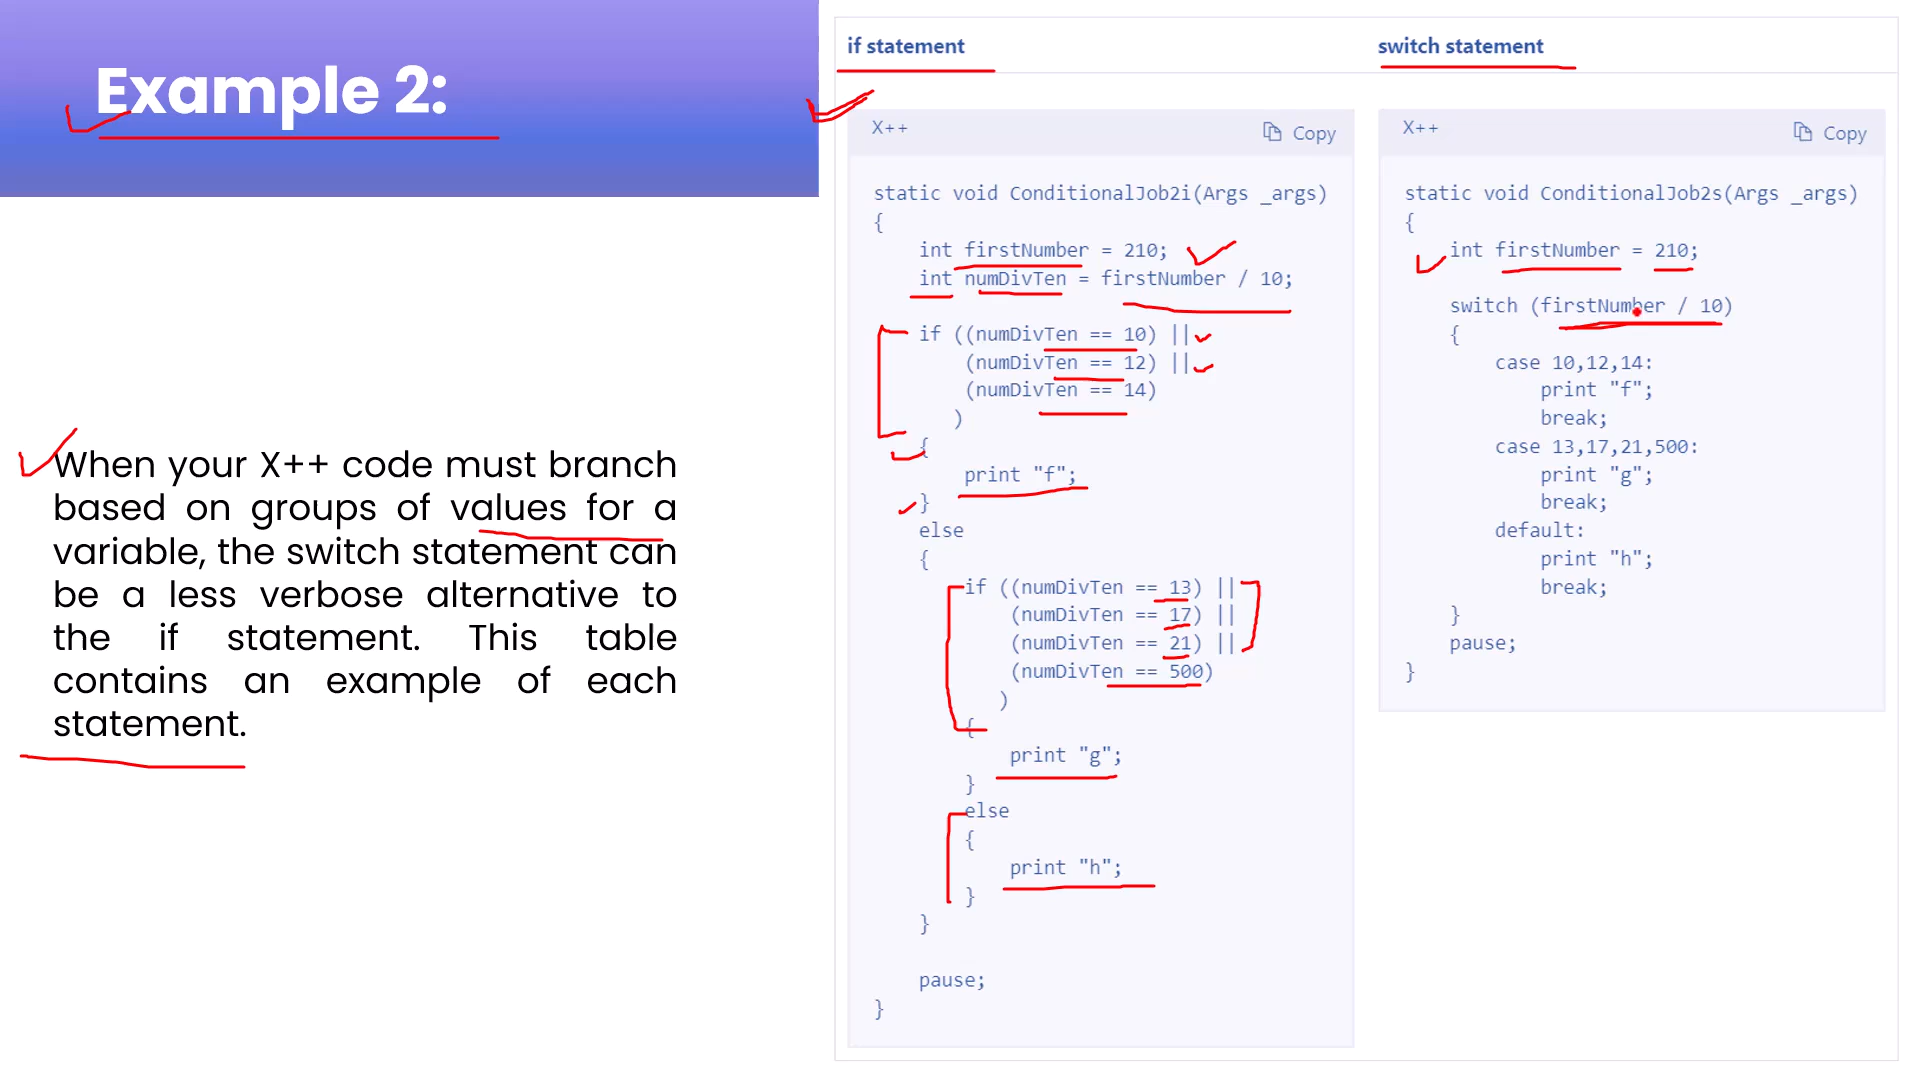 Example 2:
When your X++ code must branch
based on groups of values for a
variable, the switch statement can
be a less verbose alternative to
the if statement. This table
contains an example of each
statement.
if statement
X++
Copy
static void ConditionalJob2i(Args _args)
{
int firstNumber = 210;
int numDivTen = firstNumber / 10;
if ((numDivTen == 10) ||
(numDivTen == 12) ||
(numDivTen == 14)
)
{
print "f";
}
else
{
if ((numDivTen == 13) ||
(numDivTen == 17) ||
(numDivTen == 21) ||
(numDivTen == 500)
)
{
print "g";
}
else
{
print "h";
}
}
pause;
}
switch statement
X++
Copy
static void ConditionalJob2s(Args _args)
{
int firstNumber = 210;
switch (firstNumber / 10)
{
case 10,12,14:
print "f";
break;
case 13,17,21,500:
print "g";
break;
default:
print "h";
break;
}
pause;
}